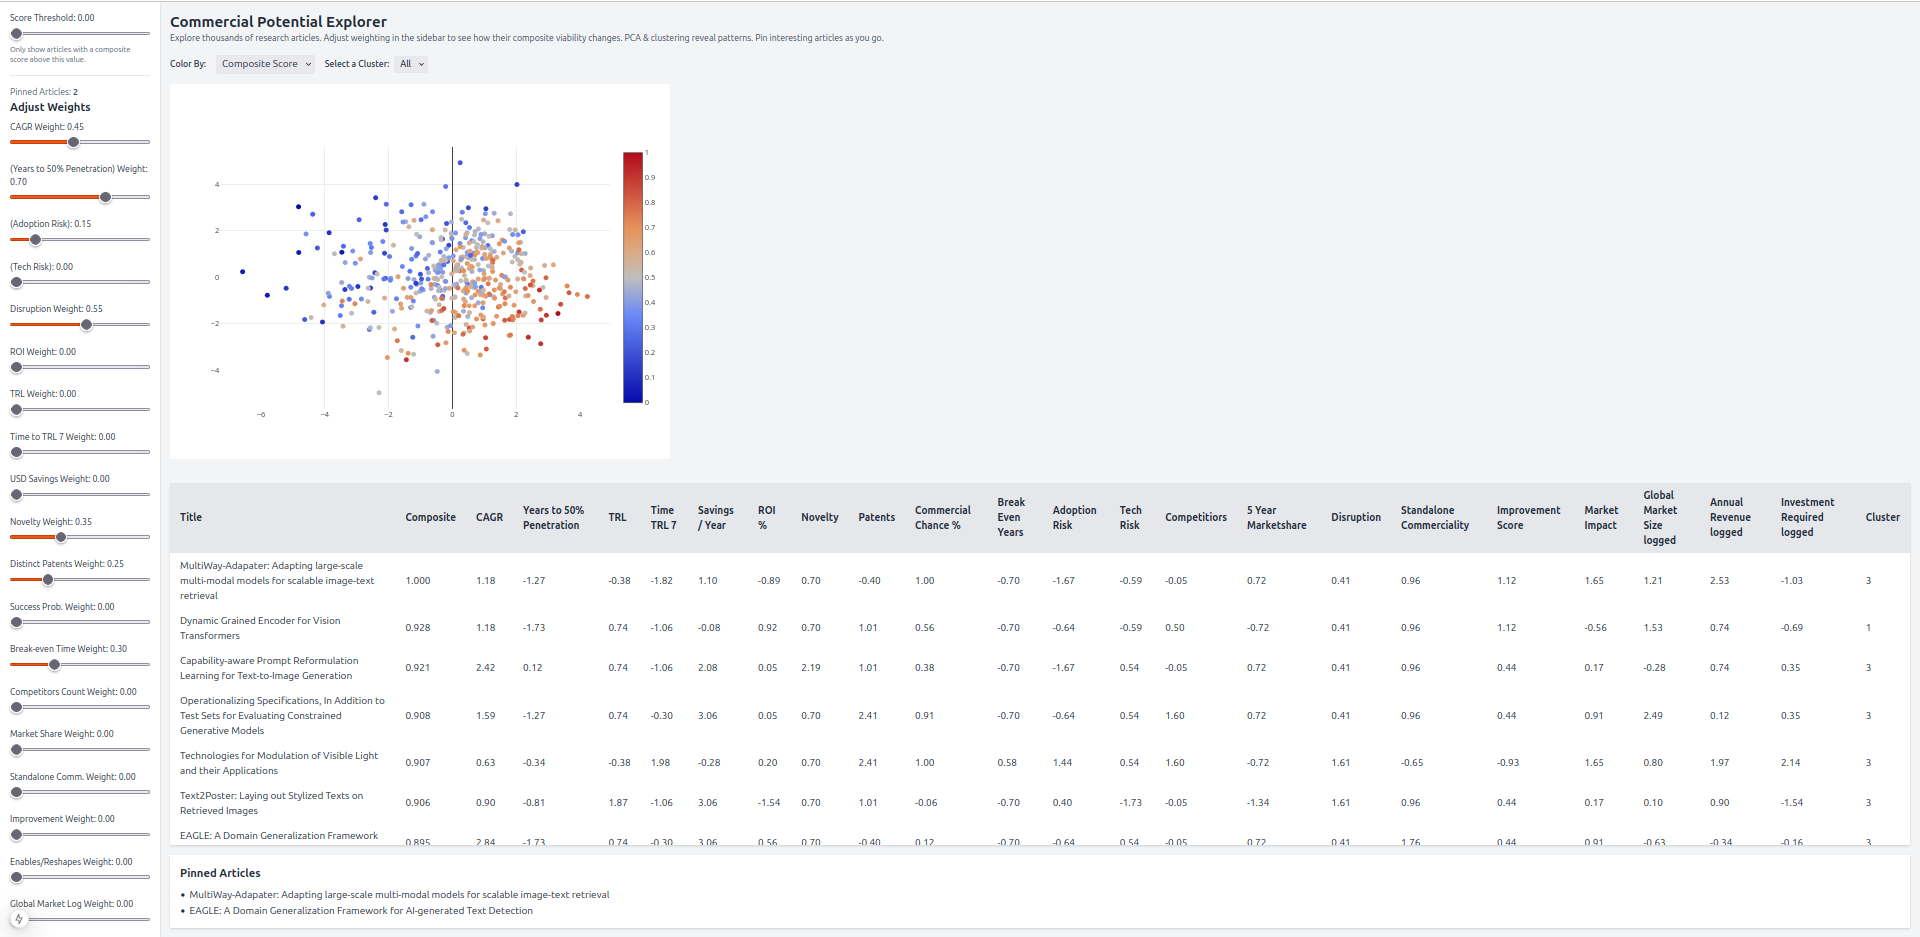 Score Threshold: 0.00
Only show articles with a composite
score above this value.
Pinned Articles: 2
Adjust Weights
CAGR Weight: 0.45
(Years to 50% Penetration) Weight:
0.70
(Adoption Risk): 0.15
(Tech Risk): 0.00
Disruption Weight: 0.55
ROI Weight: 0.00
TRL Weight: 0.00
Time to TRL 7 Weight: 0.00
USD Savings Weight: 0.00
Novelty Weight: 0.35
Distinct Patents Weight: 0.25
Success Prob. Weight: 0.00
Break-even Time Weight: 0.30
Competitors Count Weight: 0.00
Market Share Weight: 0.00
Standalone Comm. Weight: 0.00
Improvement Weight: 0.00
Enables/Reshapes Weight: 0.00
Global Market Log Weight: 0.00
Commercial Potential Explorer
Explore thousands of research articles. Adjust weighting in the sidebar to see how their composite viability changes. PCA & clustering reveal patterns. Pin interesting articles as you go.
Color By: Composite Score Select a Cluster: All
4
2
0
−2
−4
−6 −4 −2 0 2 4
1
0.9
0.8
0.7
0.6
0.5
0.4
0.3
0.2
0.1
0
Title Composite CAGR Years to 50% Penetration TRL Time TRL 7 Savings / Year ROI % Novelty Patents Commercial Chance % Break Even Years Adoption Risk Tech Risk Competitiors 5 Year Marketshare Disruption Standalone Commerciality Improvement Score Market Impact Global Market Size logged Annual Revenue logged Investment Required logged Cluster
MultiWay-Adapater: Adapting large-scale
multi-modal models for scalable image-text
retrieval
1.000 1.18 -1.27 -0.38 -1.82 1.10 -0.89 0.70 -0.40 1.00 -0.70 -1.67 -0.59 -0.05 0.72 0.41 0.96 1.12 1.65 1.21 2.53 -1.03 3
Dynamic Grained Encoder for Vision
Transformers
0.928 1.18 -1.73 0.74 -1.06 -0.08 0.92 0.70 1.01 0.56 -0.70 -0.64 -0.59 0.50 -0.72 0.41 0.96 1.12 -0.56 1.53 0.74 -0.69 1
Capability-aware Prompt Reformulation
Learning for Text-to-Image Generation
0.921 2.42 0.12 0.74 -1.06 2.08 0.05 2.19 1.01 0.38 -0.70 -1.67 0.54 -0.05 0.72 0.41 0.96 0.44 0.17 -0.28 0.74 0.35 3
Operationalizing Specifications, In Addition to
Test Sets for Evaluating Constrained
Generative Models
0.908 1.59 -1.27 0.74 -0.30 3.06 0.05 0.70 2.41 0.91 -0.70 -0.64 0.54 1.60 0.72 0.41 0.96 0.44 0.91 2.49 0.12 0.35 3
Technologies for Modulation of Visible Light
and their Applications
0.907 0.63 -0.34 -0.38 1.98 -0.28 0.20 0.70 2.41 1.00 0.58 1.44 0.54 1.60 -0.72 1.61 -0.65 -0.93 1.65 0.80 1.97 2.14 3
Text2Poster: Laying out Stylized Texts on
Retrieved Images
0.906 0.90 -0.81 1.87 -1.06 3.06 -1.54 0.70 1.01 -0.06 -0.70 0.40 -1.73 -0.05 -1.34 1.61 0.96 0.44 0.17 0.10 0.90 -1.54 3
EAGLE: A Domain Generalization Framework
0.895 2.84 -1.73 0.74 -0.30 3.06 0.56 0.70 -0.40 0.12 -0.70 -0.64 0.54 -0.05 0.72 0.41 1.76 0.44 0.91 -0.63 -0.34 -0.16 3
Pinned Articles
• MultiWay-Adapater: Adapting large-scale multi-modal models for scalable image-text retrieval
• EAGLE: A Domain Generalization Framework for AI-generated Text Detection